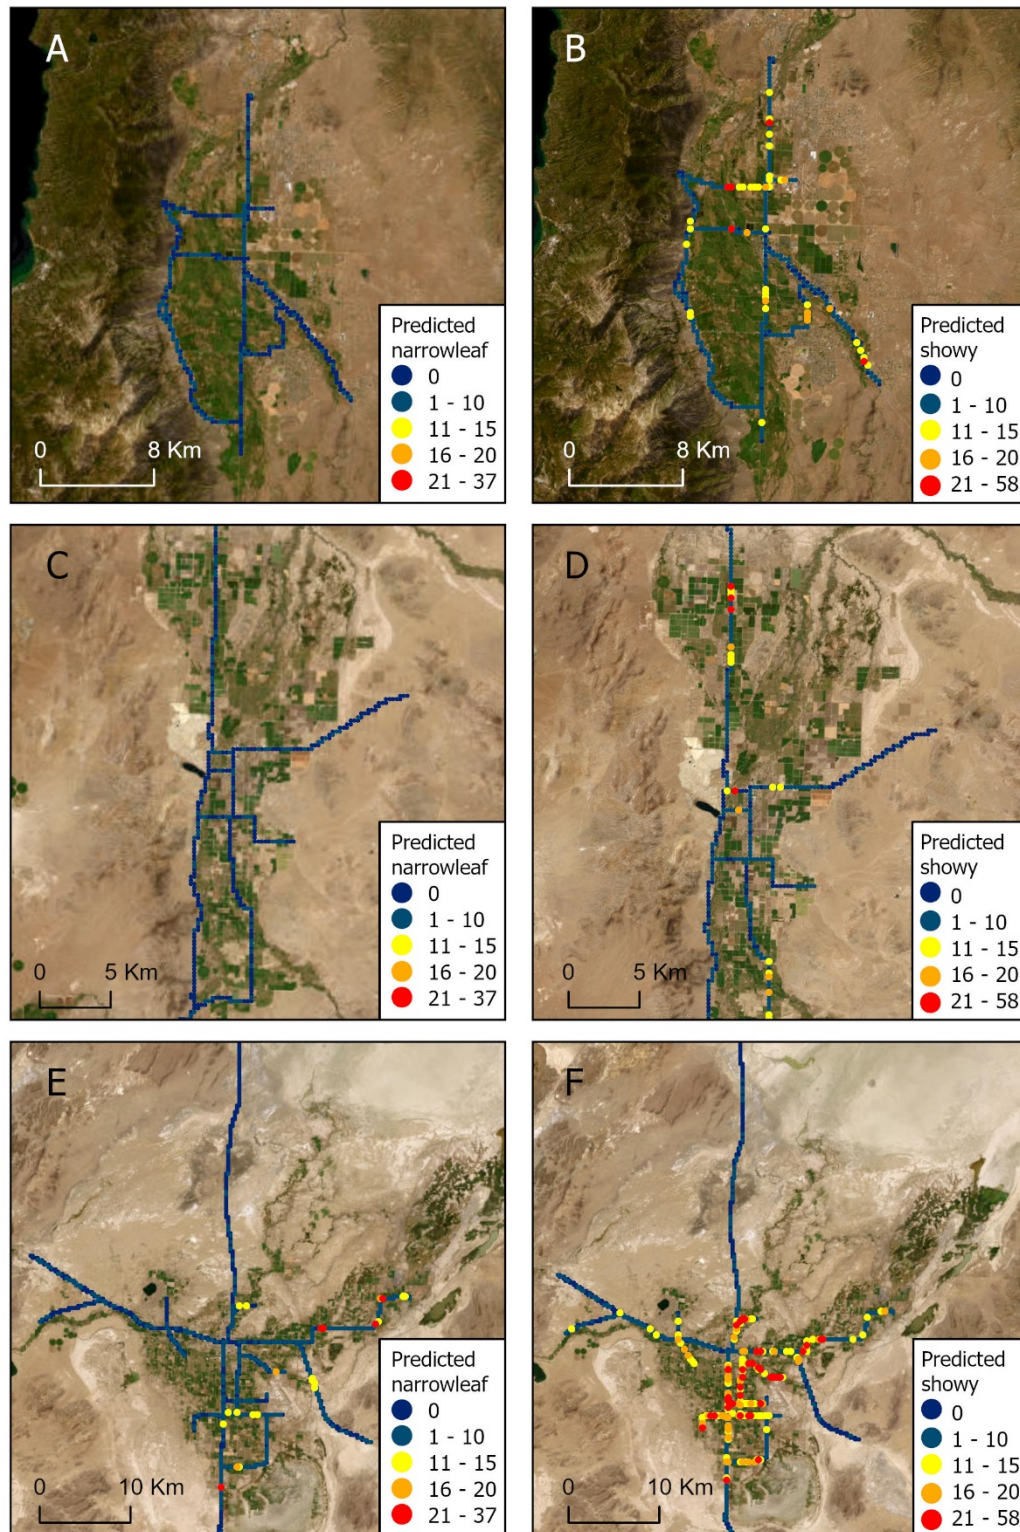 A
Predicted
narrowleaf
0
1 - 10
11 - 15
16 - 20
21 - 37
0 8 Km
B
Predicted
showy
0
1 - 10
11 - 15
16 - 20
21 - 58
0 8 Km
C
Predicted
narrowleaf
0
1 - 10
11 - 15
16 - 20
21 - 37
0 5 Km
D
Predicted
showy
0
1 - 10
11 - 15
16 - 20
21 - 58
0 5 Km
E
Predicted
narrowleaf
0
1 - 10
11 - 15
16 - 20
21 - 37
0 10 Km
F
Predicted
showy
0
1 - 10
11 - 15
16 - 20
21 - 58
0 10 Km